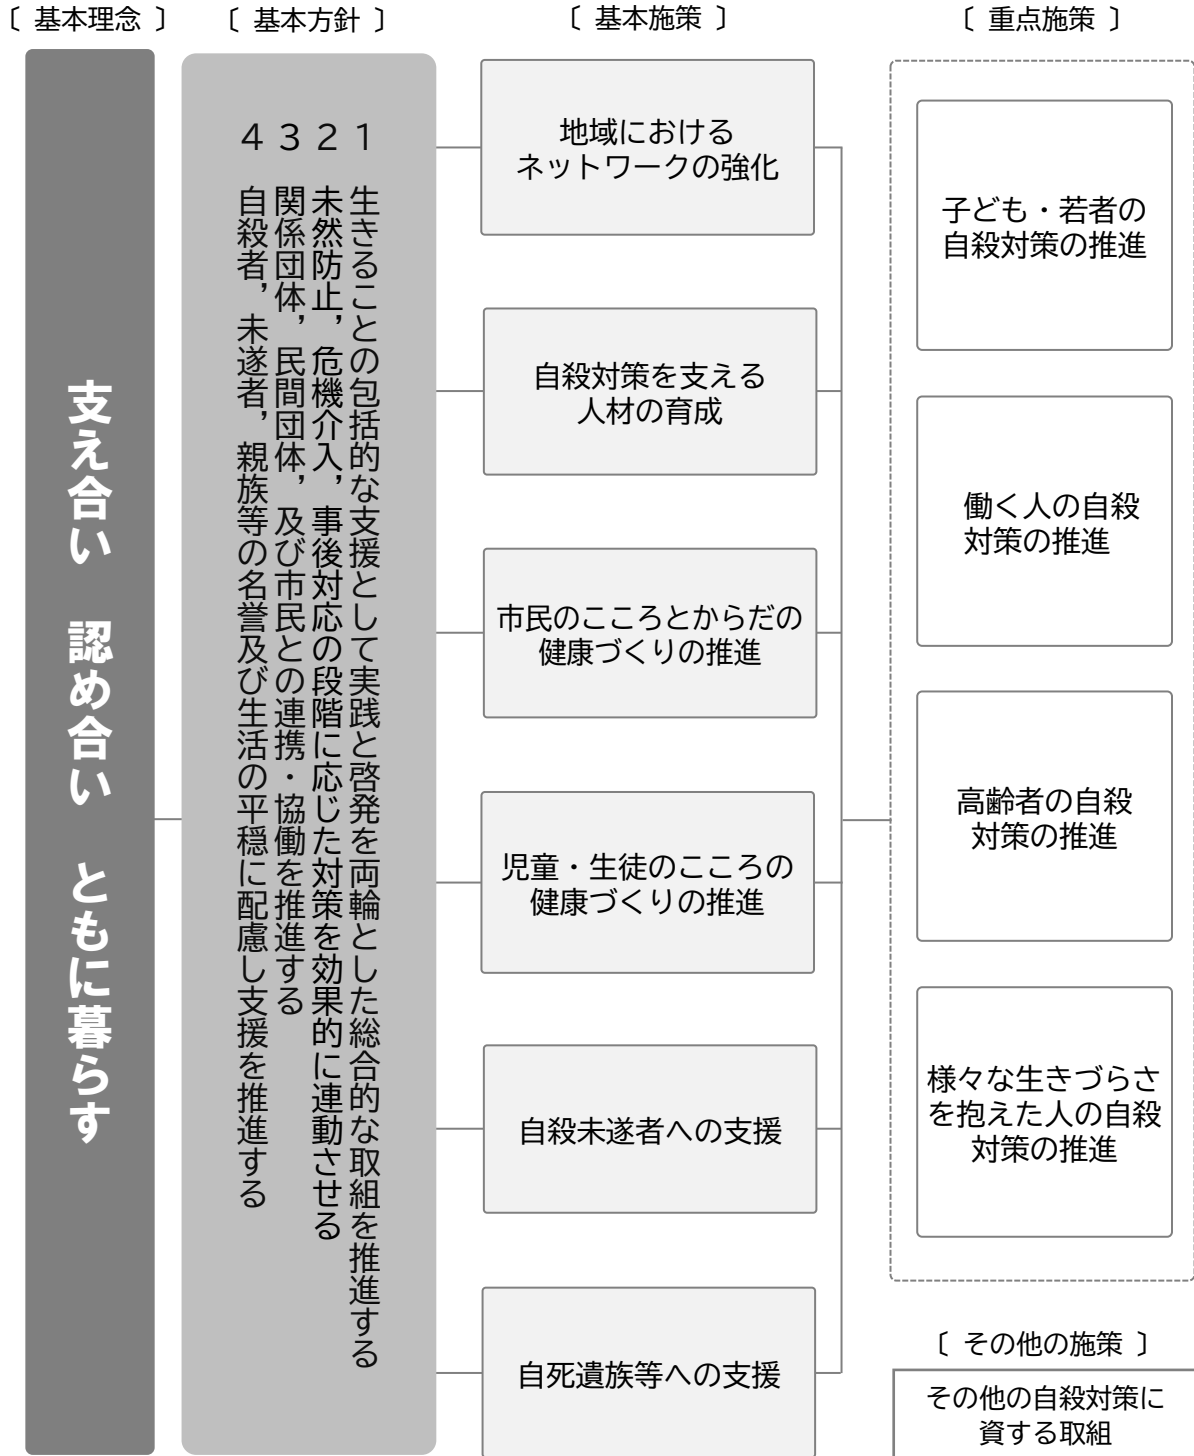 〔 基本理念 〕
支え合い　認め合い　ともに暮らす
〔 基本方針 〕
1　生きることの包括的な支援として実践と啓発を両輪とした総合的な取組を推進する
2　未然防止，危機介入，事後対応の段階に応じた対策を効果的に連動させる
3　関係団体，民間団体，及び市民との連携・協働を推進する
4　自殺者，未遂者，親族等の名誉及び生活の平穏に配慮し支援を推進する
〔 基本施策 〕
地域における
ネットワークの強化
自殺対策を支える
人材の育成
市民のこころとからだの
健康づくりの推進
児童・生徒のこころの
健康づくりの推進
自殺未遂者への支援
自死遺族等への支援
〔 重点施策 〕
子ども・若者の
自殺対策の推進
働く人の自殺
対策の推進
高齢者の自殺
対策の推進
様々な生きづらさ
を抱えた人の自殺
対策の推進
〔 その他の施策 〕
その他の自殺対策に
資する取組